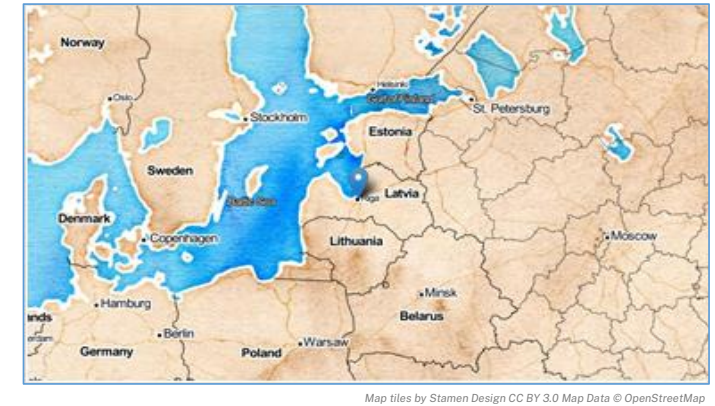 Norway
Helsinki
Oslo
Gulf of Finland
St. Petersburg
Stockholm
Estonia
Sweden
Latvia
Riga
Baltic Sea
Denmark
Copenhagen
Lithuania
Moscow
Minsk
Hamburg
Belarus
ands
Berlin
erdam
Warsaw
Germany
Poland
Map tiles by Stamen Design CC BY 3.0 Map Data © OpenStreetMap